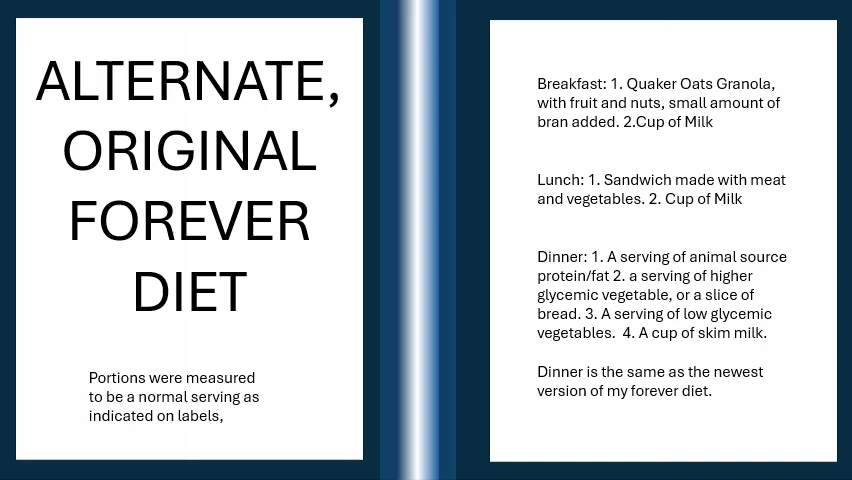 ALTERNATE,
ORIGINAL
FOREVER
DIET
Portions were measured
to be a normal serving as
indicated on labels,
Breakfast: 1. Quaker Oats Granola,
with fruit and nuts, small amount of
bran added. 2.Cup of Milk
Lunch: 1. Sandwich made with meat
and vegetables. 2. Cup of Milk
Dinner: 1. A serving of animal source
protein/fat 2. a serving of higher
glycemic vegetable, or a slice of
bread. 3. A serving of low glycemic
vegetables.  4. A cup of skim milk.
Dinner is the same as the newest
version of my forever diet.